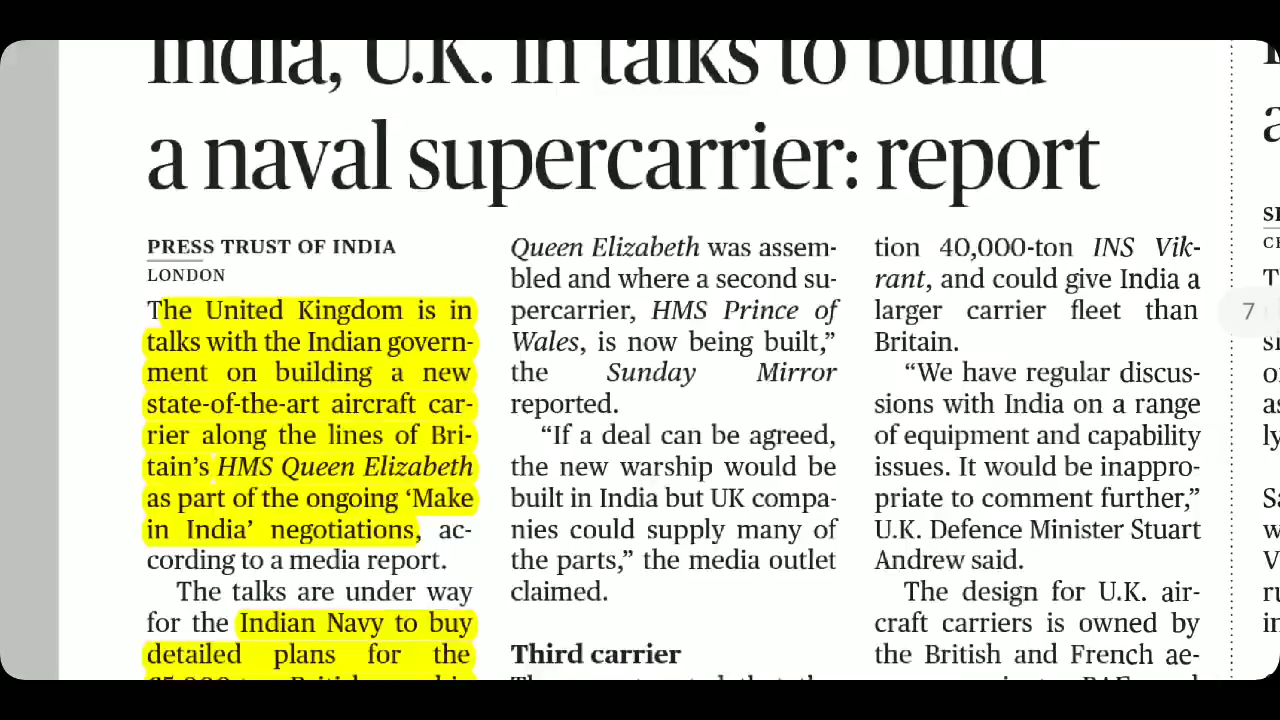 India, U.K. in talks to build
a naval supercarrier: report
PRESS TRUST OF INDIA
LONDON
The United Kingdom is in
talks with the Indian govern-
ment on building a new
state-of-the-art aircraft car-
rier along the lines of Bri-
tain's HMS Queen Elizabeth
as part of the ongoing 'Make
in India' negotiations, ac-
cording to a media report.
The talks are under way
for the Indian Navy to buy
detailed plans for the
Queen Elizabeth was assem-
bled and where a second su-
percarrier, HMS Prince of
Wales, is now being built,"
the Sunday Mirror
reported.
"If a deal can be agreed,
the new warship would be
built in India but UK compa-
nies could supply many of
the parts," the media outlet
claimed.
Third carrier
tion 40,000-ton INS Vik-
rant, and could give India a
larger carrier fleet than
Britain.
"We have regular discus-
sions with India on a range
of equipment and capability
issues. It would be inappro-
priate to comment further,"
U.K. Defence Minister Stuart
Andrew said.
The design for U.K. air-
craft carriers is owned by
the British and French ae-
7